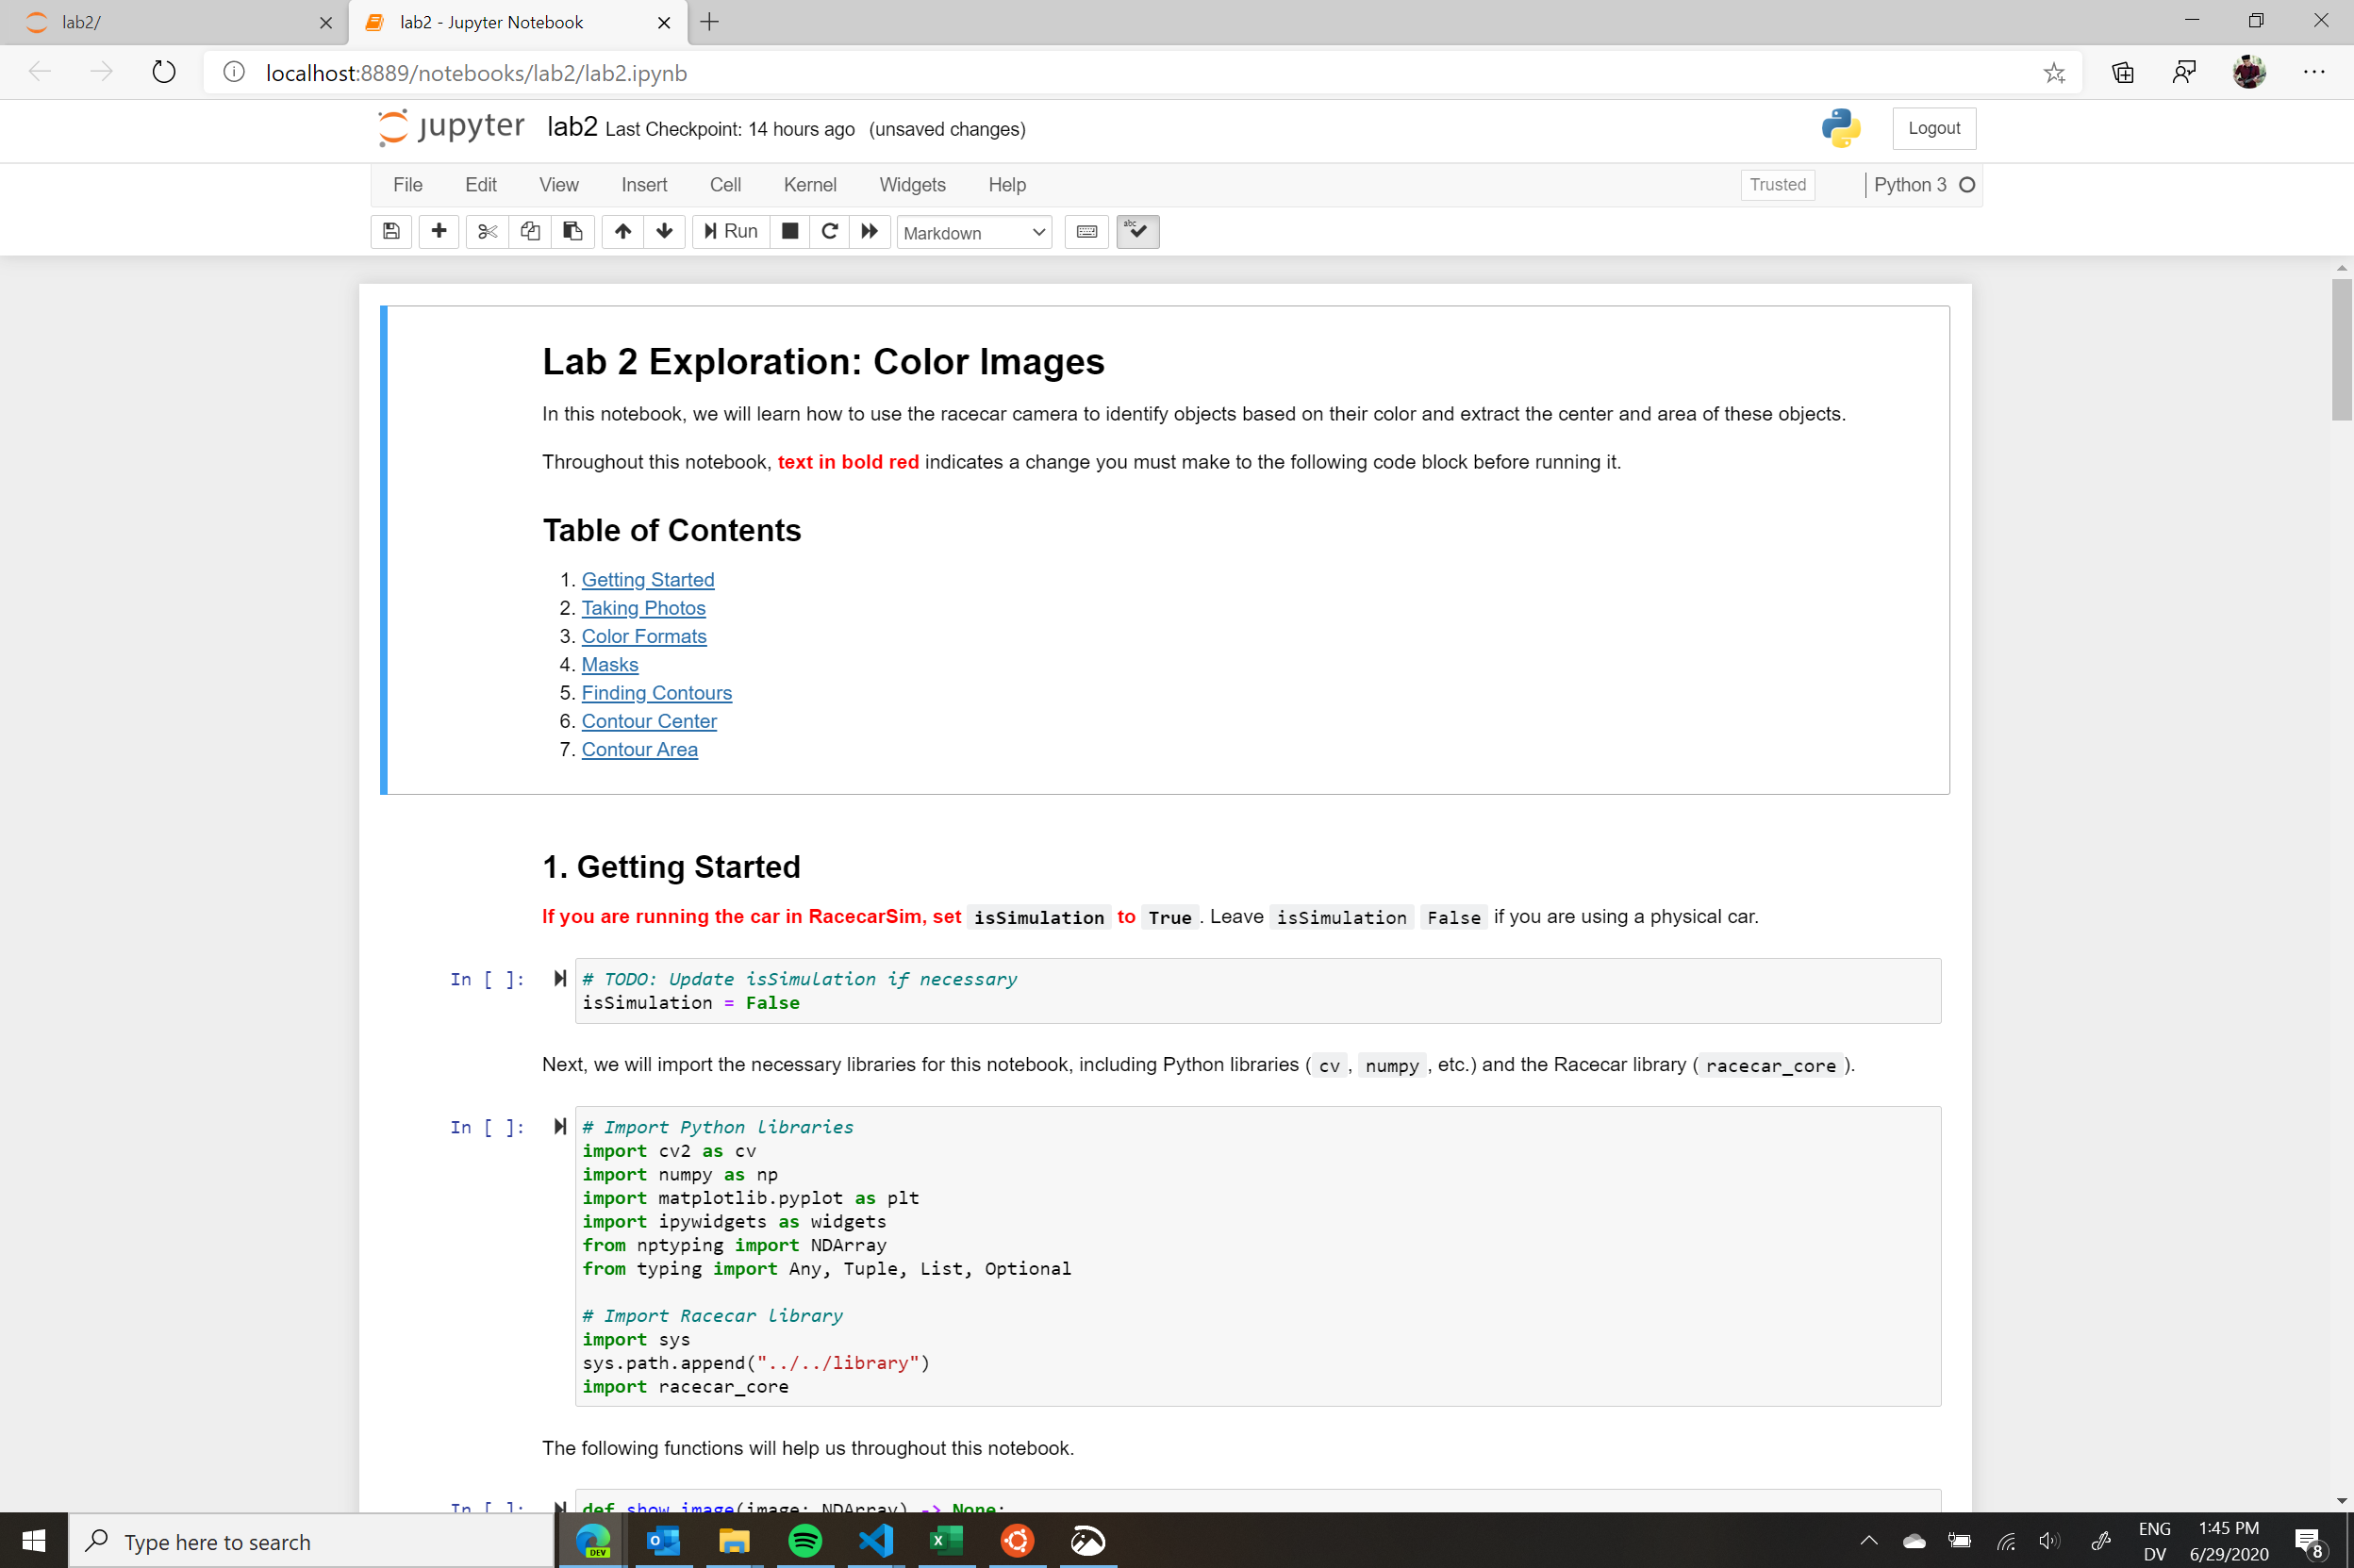 lab2/
lab2 - Jupyter Notebook
localhost:8889/notebooks/lab2/lab2.ipynb
jupyter lab2 Last Checkpoint: 14 hours ago (unsaved changes)
Logout
File Edit View Insert Cell Kernel Widgets Help
Trusted
Python 3
Run
Markdown
abc
Lab 2 Exploration: Color Images
In this notebook, we will learn how to use the racecar camera to identify objects based on their color and extract the center and area of these objects.
Throughout this notebook, text in bold red indicates a change you must make to the following code block before running it.
Table of Contents
1. Getting Started
2. Taking Photos
3. Color Formats
4. Masks
5. Finding Contours
6. Contour Center
7. Contour Area
1. Getting Started
If you are running the car in RacecarSim, set isSimulation to True. Leave isSimulation False if you are using a physical car.
In [ ]: # TODO: Update isSimulation if necessary
isSimulation = False
Next, we will import the necessary libraries for this notebook, including Python libraries (cv, numpy, etc.) and the Racecar library (racecar_core).
In [ ]: # Import Python libraries
import cv2 as cv
import numpy as np
import matplotlib.pyplot as plt
import ipywidgets as widgets
from nptyping import NDArray
from typing import Any, Tuple, List, Optional
# Import Racecar library
import sys
sys.path.append("../../library")
import racecar_core
The following functions will help us throughout this notebook.
In [ ]: def show_image(image: NDArray) -> None:
Type here to search
DEV
ENG
DV
1:45 PM
6/29/2020
8